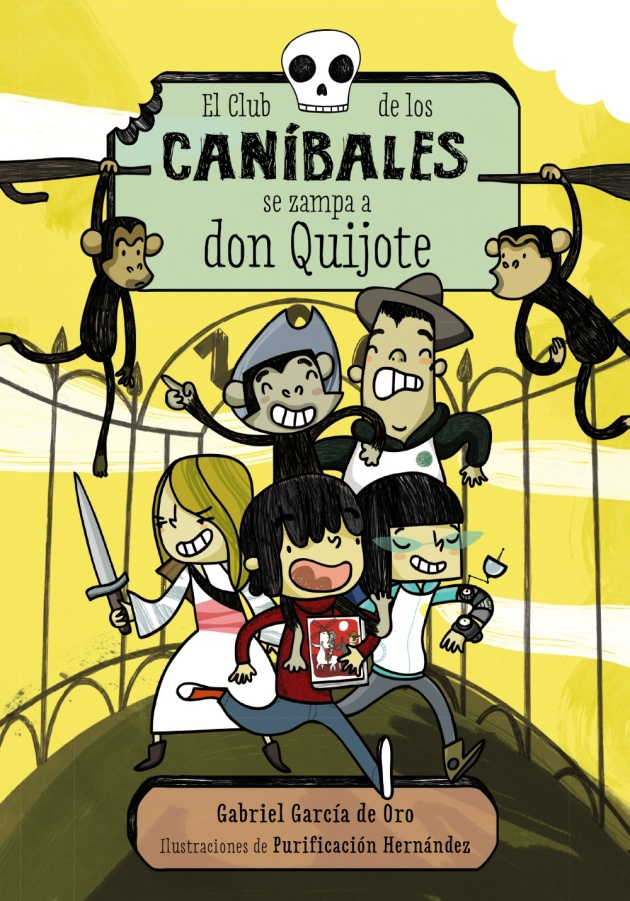 El Club de los
CANÍBALES
se zampa a
don Quijote
Gabriel García de Oro
Ilustraciones de Purificación Hernández